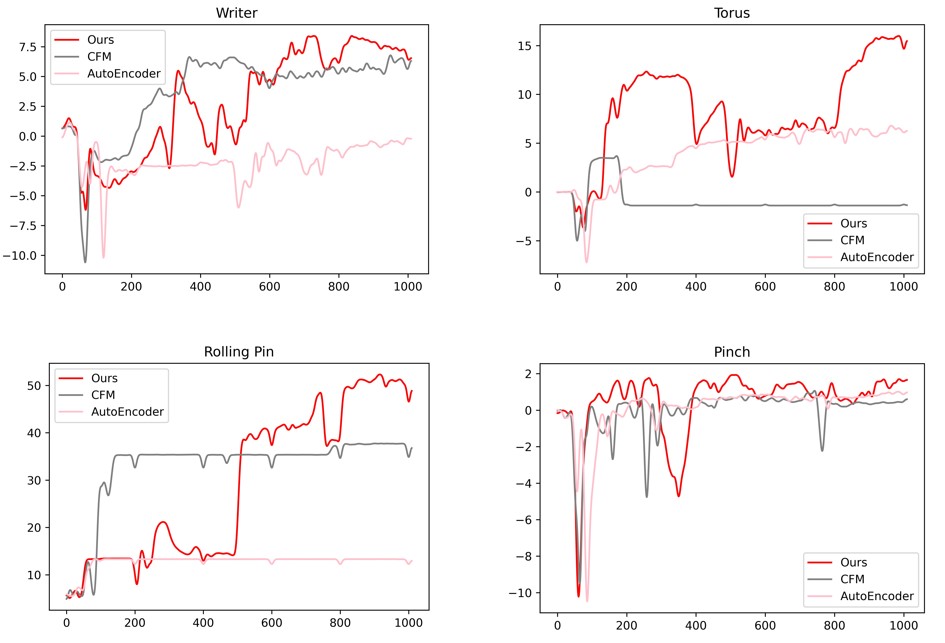 Writer
7.5
5.0
2.5
0.0
−2.5
−5.0
−7.5
−10.0
0 200 400 600 800 1000
Ours
CFM
AutoEncoder
Torus
15
10
5
0
−5
0 200 400 600 800 1000
Ours
CFM
AutoEncoder
Rolling Pin
50
40
30
20
10
0 200 400 600 800 1000
Ours
CFM
AutoEncoder
Pinch
2
0
−2
−4
−6
−8
−10
0 200 400 600 800 1000
Ours
CFM
AutoEncoder